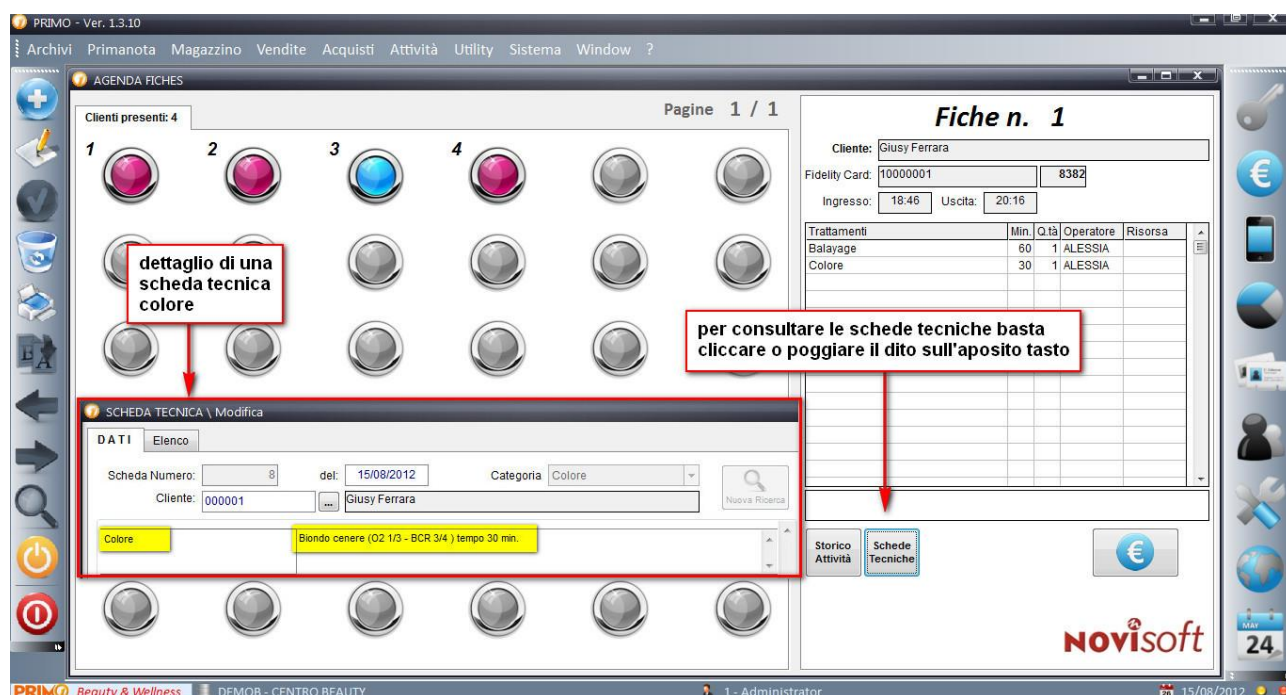 PRIMO - Ver. 1.3.10
Archivi Primanota Magazzino Vendite Acquisti Attività Utility Sistema Window ?
AGENDA FICHES
Clienti presenti: 4
Pagine 1 / 1
1 2 3 4
dettaglio di una
scheda tecnica
colore
Fiche n. 1
Cliente: Giusy Ferrara
Fidelity Card: 10000001 8382
Ingresso: 18:46 Uscita: 20:16
Trattamenti Min. Q.tà Operatore Risorsa
Balayage 60 1 ALESSIA
Colore 30 1 ALESSIA
per consultare le schede tecniche basta
cliccare o poggiare il dito sull'aposito tasto
SCHEDA TECNICA \ Modifica
DATI Elenco
Scheda Numero: 8 del: 15/08/2012 Categoria Colore
Cliente: 000001 ... Giusy Ferrara
Nuova Ricerca
Colore Biondo cenere (O2 1/3 - BCR 3/4 ) tempo 30 min.
Storico
Attività
Schede
Tecniche
€
NOVIsoft
€
MAY
24
PRIMO Beauty & Wellness DEMOB - CENTRO BEAUTY 1 - Administrator 15/08/2012